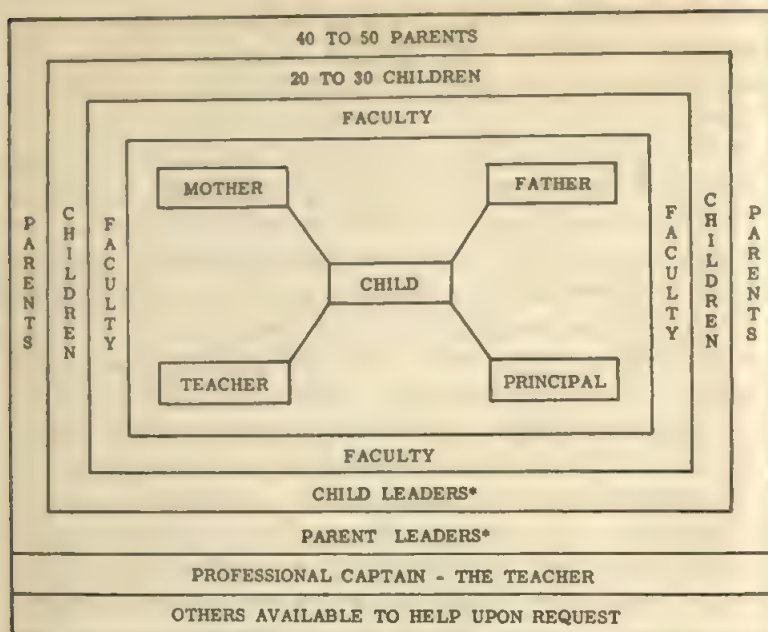 40 TO 50 PARENTS
20 TO 30 CHILDREN
FACULTY
MOTHER
FATHER
PARENTS
CHILDREN
FACULTY
CHILD
FACULTY
CHILDREN
PARENTS
TEACHER
PRINCIPAL
FACULTY
CHILD LEADERS*
PARENT LEADERS*
PROFESSIONAL CAPTAIN - THE TEACHER
OTHERS AVAILABLE TO HELP UPON REQUEST